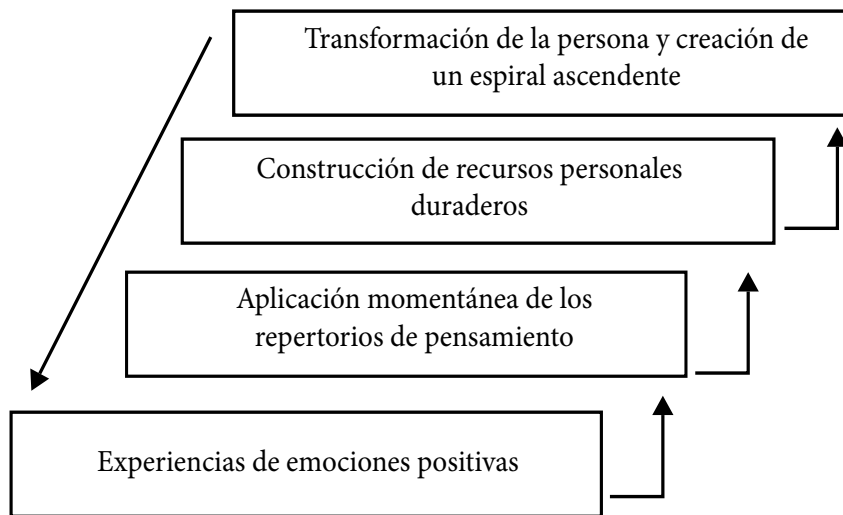 Transformación de la persona y creación de
un espiral ascendente
Construcción de recursos personales
duraderos
Aplicación momentánea de los
repertorios de pensamiento
Experiencias de emociones positivas